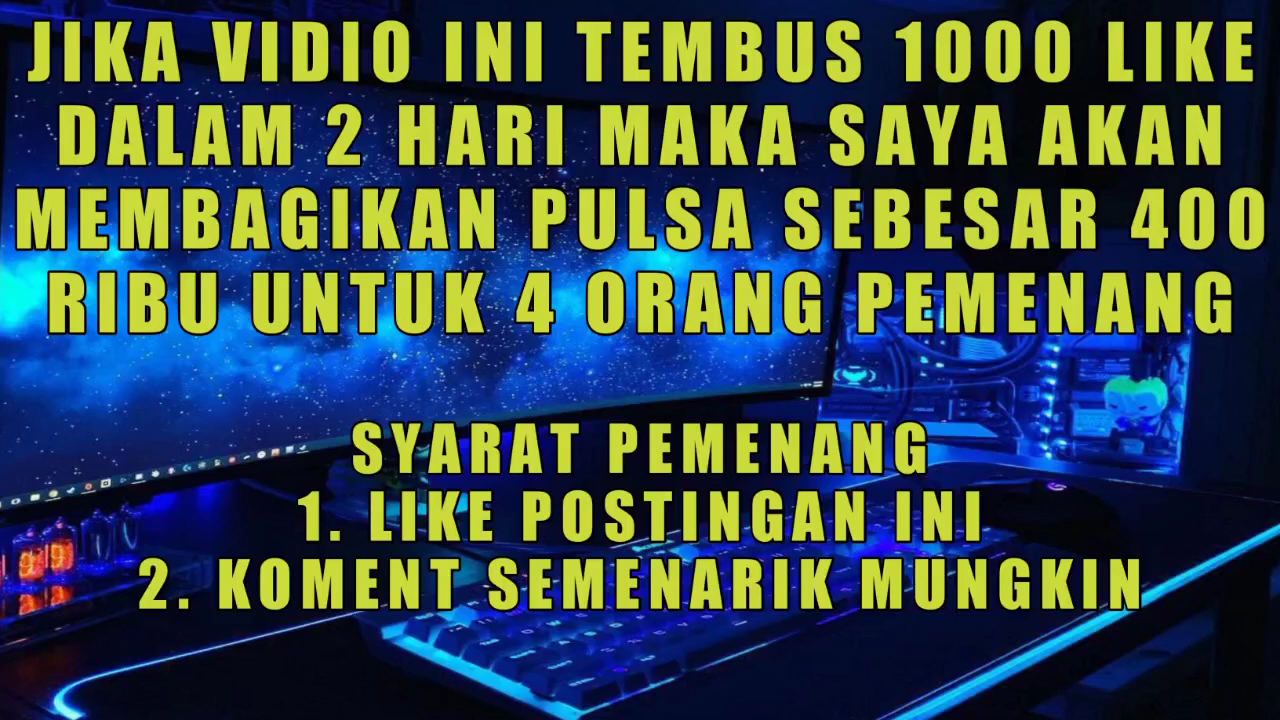 JIKA VIDIO INI TEMBUS 1000 LIKE
DALAM 2 HARI MAKA SAYA AKAN
MEMBAGIKAN PULSA SEBESAR 400
RIBU UNTUK 4 ORANG PEMENANG
SYARAT PEMENANG
1. LIKE POSTINGAN INI
2. KOMENT SEMENARIK MUNGKIN